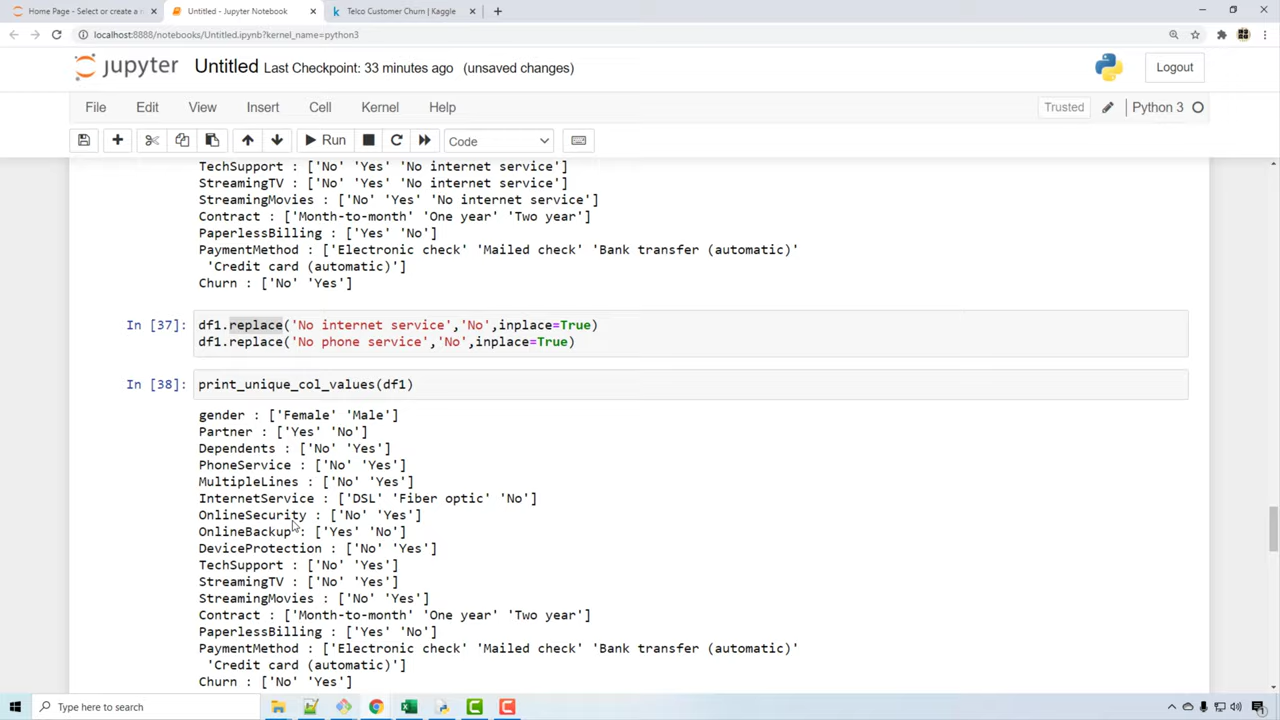 Home Page - Select or create a n
Untitled - Jupyter Notebook
Telco Customer Churn | Kaggle
localhost:8888/notebooks/Untitled.ipynb?kernel_name=python3
jupyter Untitled Last Checkpoint: 33 minutes ago (unsaved changes)
Logout
File Edit View Insert Cell Kernel Help
Trusted
Python 3
Run
Code
TechSupport : ['No' 'Yes' 'No internet service']
StreamingTV : ['No' 'Yes' 'No internet service']
StreamingMovies : ['No' 'Yes' 'No internet service']
Contract : ['Month-to-month' 'One year' 'Two year']
PaperlessBilling : ['Yes' 'No']
PaymentMethod : ['Electronic check' 'Mailed check' 'Bank transfer (automatic)'
'Credit card (automatic)']
Churn : ['No' 'Yes']
In [37]: df1.replace('No internet service','No',inplace=True)
df1.replace('No phone service','No',inplace=True)
In [38]: print_unique_col_values(df1)
gender : ['Female' 'Male']
Partner : ['Yes' 'No']
Dependents : ['No' 'Yes']
PhoneService : ['No' 'Yes']
MultipleLines : ['No' 'Yes']
InternetService : ['DSL' 'Fiber optic' 'No']
OnlineSecurity : ['No' 'Yes']
OnlineBackup : ['Yes' 'No']
DeviceProtection : ['No' 'Yes']
TechSupport : ['No' 'Yes']
StreamingTV : ['No' 'Yes']
StreamingMovies : ['No' 'Yes']
Contract : ['Month-to-month' 'One year' 'Two year']
PaperlessBilling : ['Yes' 'No']
PaymentMethod : ['Electronic check' 'Mailed check' 'Bank transfer (automatic)'
'Credit card (automatic)']
Churn : ['No' 'Yes']
Type here to search